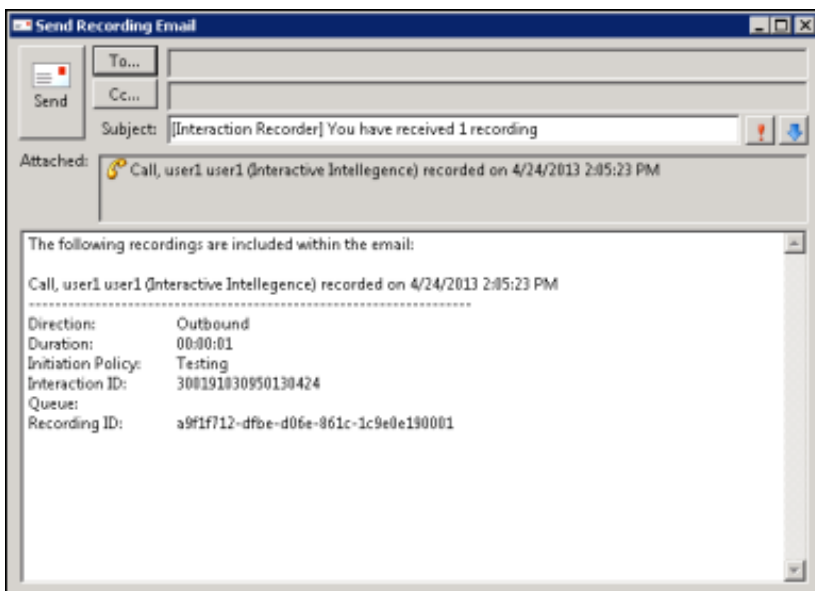 Send Recording Email
To...
Send
Cc...
Subject: [Interaction Recorder] You have received 1 recording
Attached:
Call, user1 user1 (Interactive Intellegence) recorded on 4/24/2013 2:05:23 PM
The following recordings are included within the email:
Call, user1 user1 (Interactive Intellegence) recorded on 4/24/2013 2:05:23 PM
--------------------------------------------------------------------
Direction: Outbound
Duration: 00:00:01
Initiation Policy: Testing
Interaction ID: 300191030950130424
Queue:
Recording ID: a9f1f712-dfbe-d06e-861c-1c9e0e190001